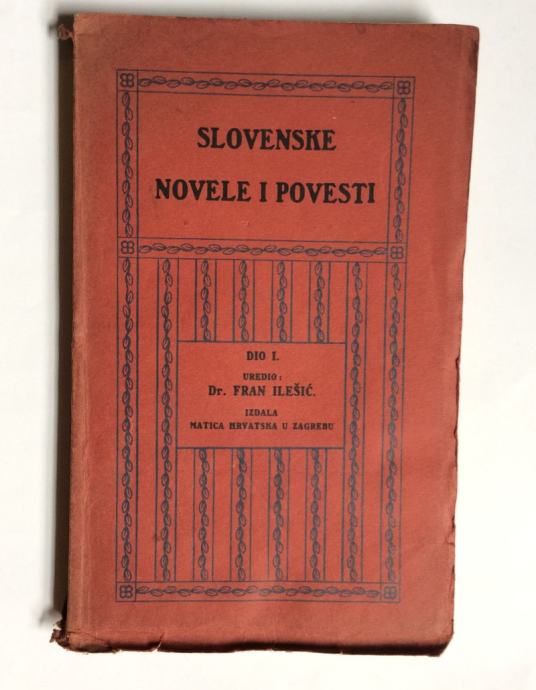 SLOVENSKE
NOVELE I POVESTI
DIO I.
UREDIO:
Dr. FRAN ILEŠIĆ.
IZDALA
MATICA HRVATSKA U ZAGREBU